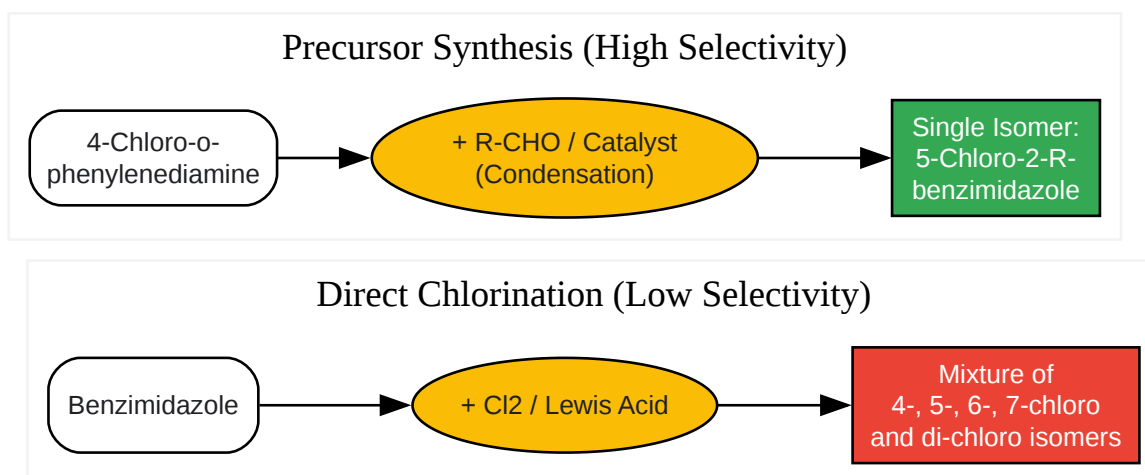 Precursor Synthesis (High Selectivity)
4-Chloro-o-
phenylenediamine
+ R-CHO / Catalyst
(Condensation)
Single Isomer:
5-Chloro-2-R-
benzimidazole
Direct Chlorination (Low Selectivity)
Benzimidazole
+ Cl2 / Lewis Acid
Mixture of
4-, 5-, 6-, 7-chloro
and di-chloro isomers